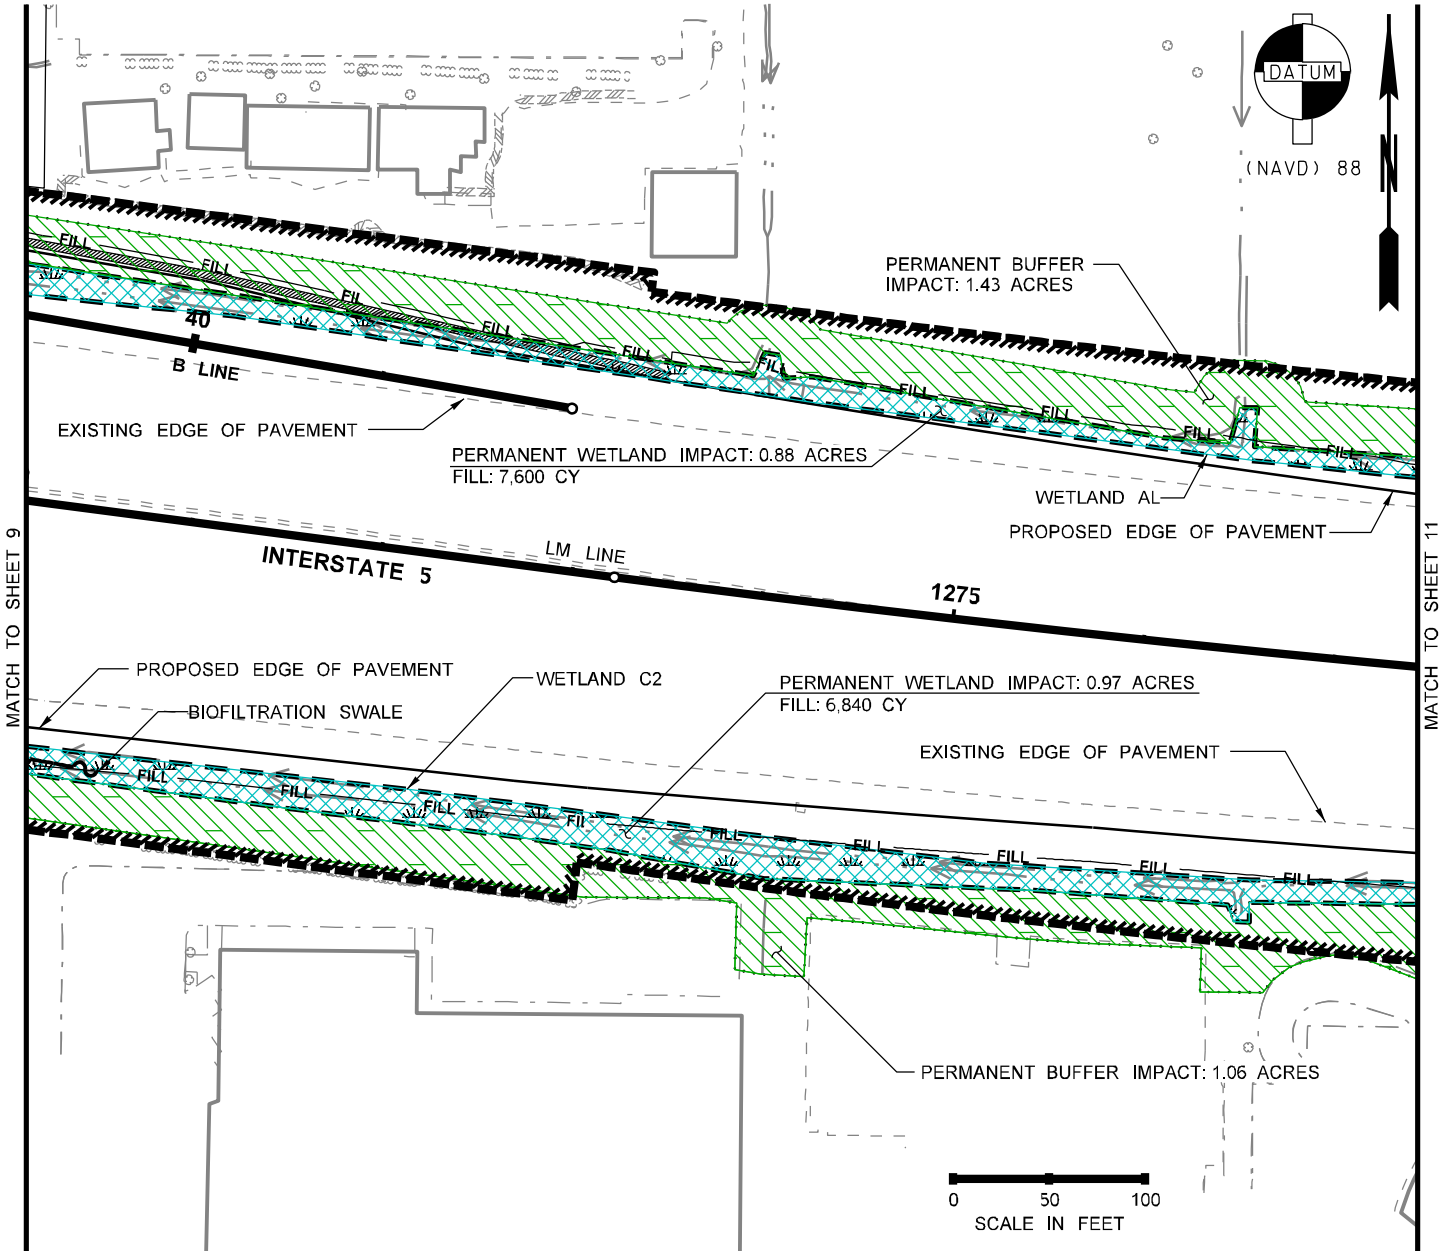 DATUM
(NAVD) 88
N
PERMANENT BUFFER
IMPACT: 1.43 ACRES
FILL
FILL
FIL
FILL
FILL
FILL
FILL
FILL
FILL
FILL
40
B LINE
EXISTING EDGE OF PAVEMENT
PERMANENT WETLAND IMPACT: 0.88 ACRES
FILL: 7,600 CY
WETLAND AL
PROPOSED EDGE OF PAVEMENT
MATCH TO SHEET 9
MATCH TO SHEET 11
INTERSTATE 5
LM LINE
1275
PROPOSED EDGE OF PAVEMENT
WETLAND C2
PERMANENT WETLAND IMPACT: 0.97 ACRES
FILL: 6,840 CY
BIOFILTRATION SWALE
EXISTING EDGE OF PAVEMENT
FILL
FILL
FILL
FILL
FILL
FILL
FILL
FILL
FILL
PERMANENT BUFFER IMPACT: 1.06 ACRES
0 50 100
SCALE IN FEET